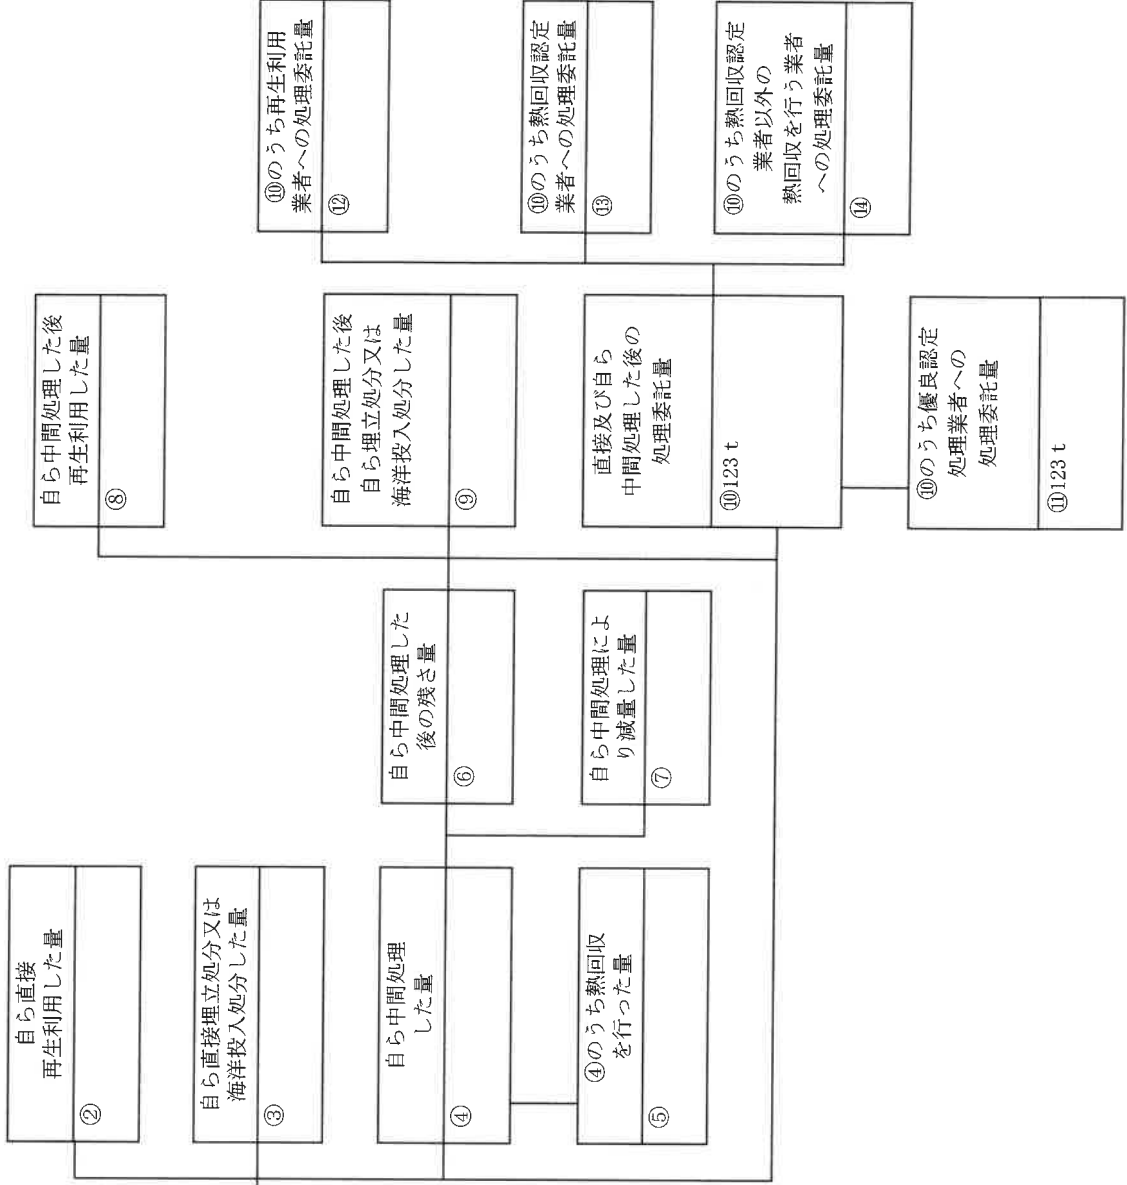 自ら直接
再生利用した量
②
自ら直接埋立処分又は
海洋投入処分した量
③
自ら中間処理
した量
④
④のうち熱回収
を行った量
⑤
自ら中間処理した
後の残さ量
⑥
自ら中間処理によ
り減量した量
⑦
自ら中間処理した後
再生利用した量
⑧
自ら中間処理した後
自ら埋立処分又は
海洋投入処分した量
⑨
直接及び自ら
中間処理した後の
処理委託量
⑩123 t
⑩のうち優良認定
処理業者への
処理委託量
⑪123 t
⑩のうち再生利用
業者への処理委託量
⑫
⑩のうち熱回収認定
業者への処理委託量
⑬
⑩のうち熱回収認定
業者以外の
熱回収を行う業者
への処理委託量
⑭